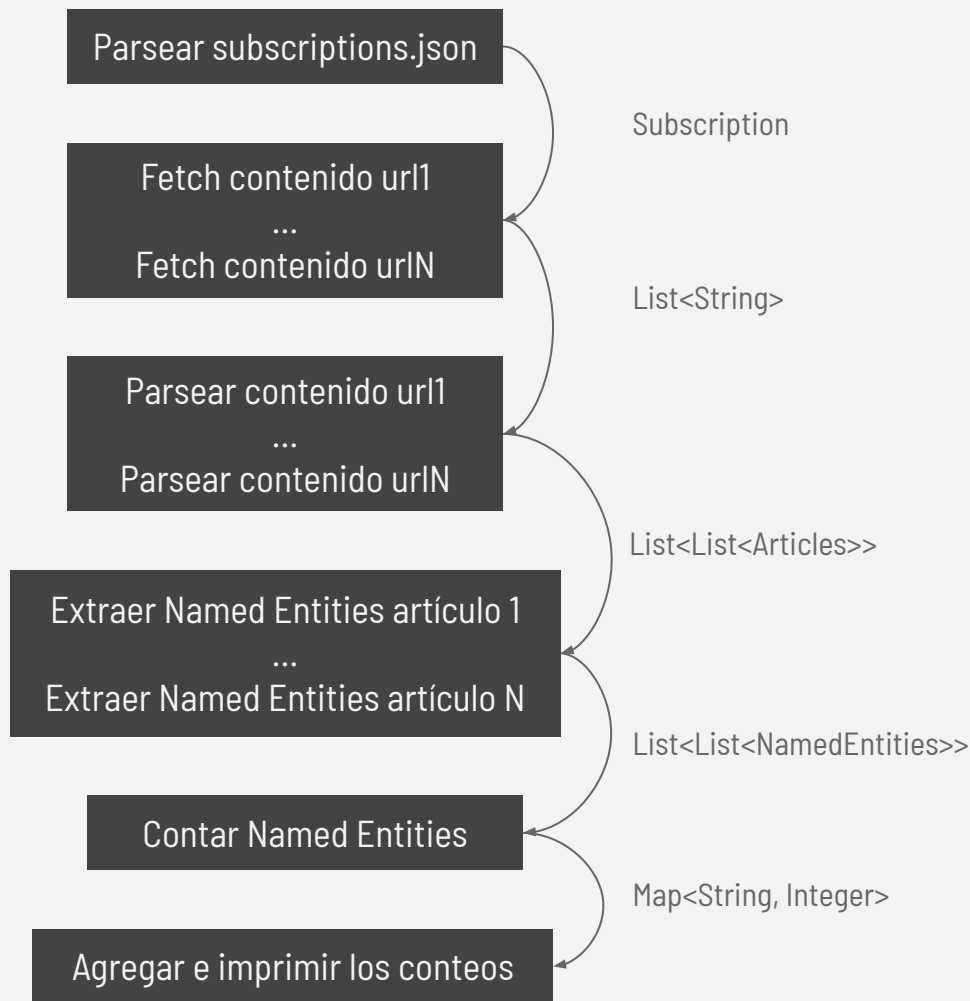 Parsear subscriptions.json
Subscription
Fetch contenido url1
...
Fetch contenido urlN
List<String>
Parsear contenido url1
...
Parsear contenido urlN
List<List<Articles>>
Extraer Named Entities artículo 1
...
Extraer Named Entities artículo N
List<List<NamedEntities>>
Contar Named Entities
Map<String, Integer>
Agregar e imprimir los conteos